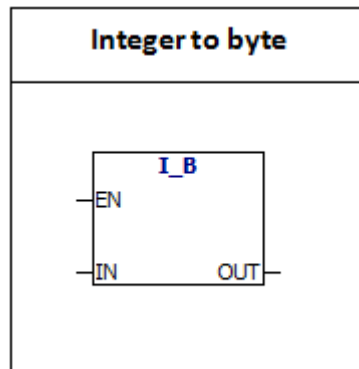 Integer to byte
I_B
EN
IN OUT